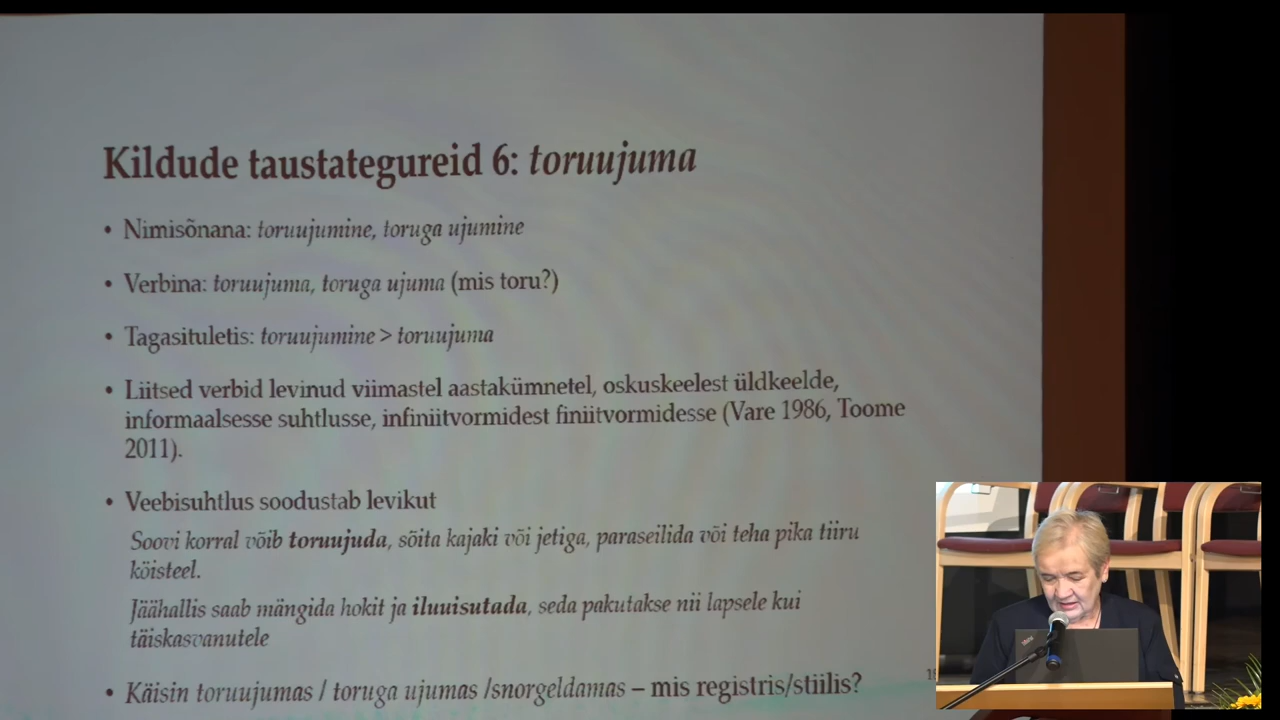 Kildude taustategureid 6: toruujuma
• Nimisõnana: toruujumine, toruga ujumine
• Verbina: toruujuma, toruga ujuma (mis toru?)
• Tagasituletis: toruujumine > toruujuma
• Liitsed verbid levinud viimastel aastakümnetel, oskuskeelest üldkeelde,
informaalsesse suhtlusse, infiniitvormidest finiitvormidesse (Vare 1986, Toome
2011).
• Veebisuhtlus soodustab levikut
Soovi korral võib toruujuda, sõita kajaki või jetiga, paraseilida või teha pika tiiru
köisteel.
Jäähallis saab mängida hokit ja iluuisutada, seda pakutakse nii lapsele kui
täiskasvanutele
• Käisin toruujumas / toruga ujumas /snorgeldamas – mis registris/stiilis?